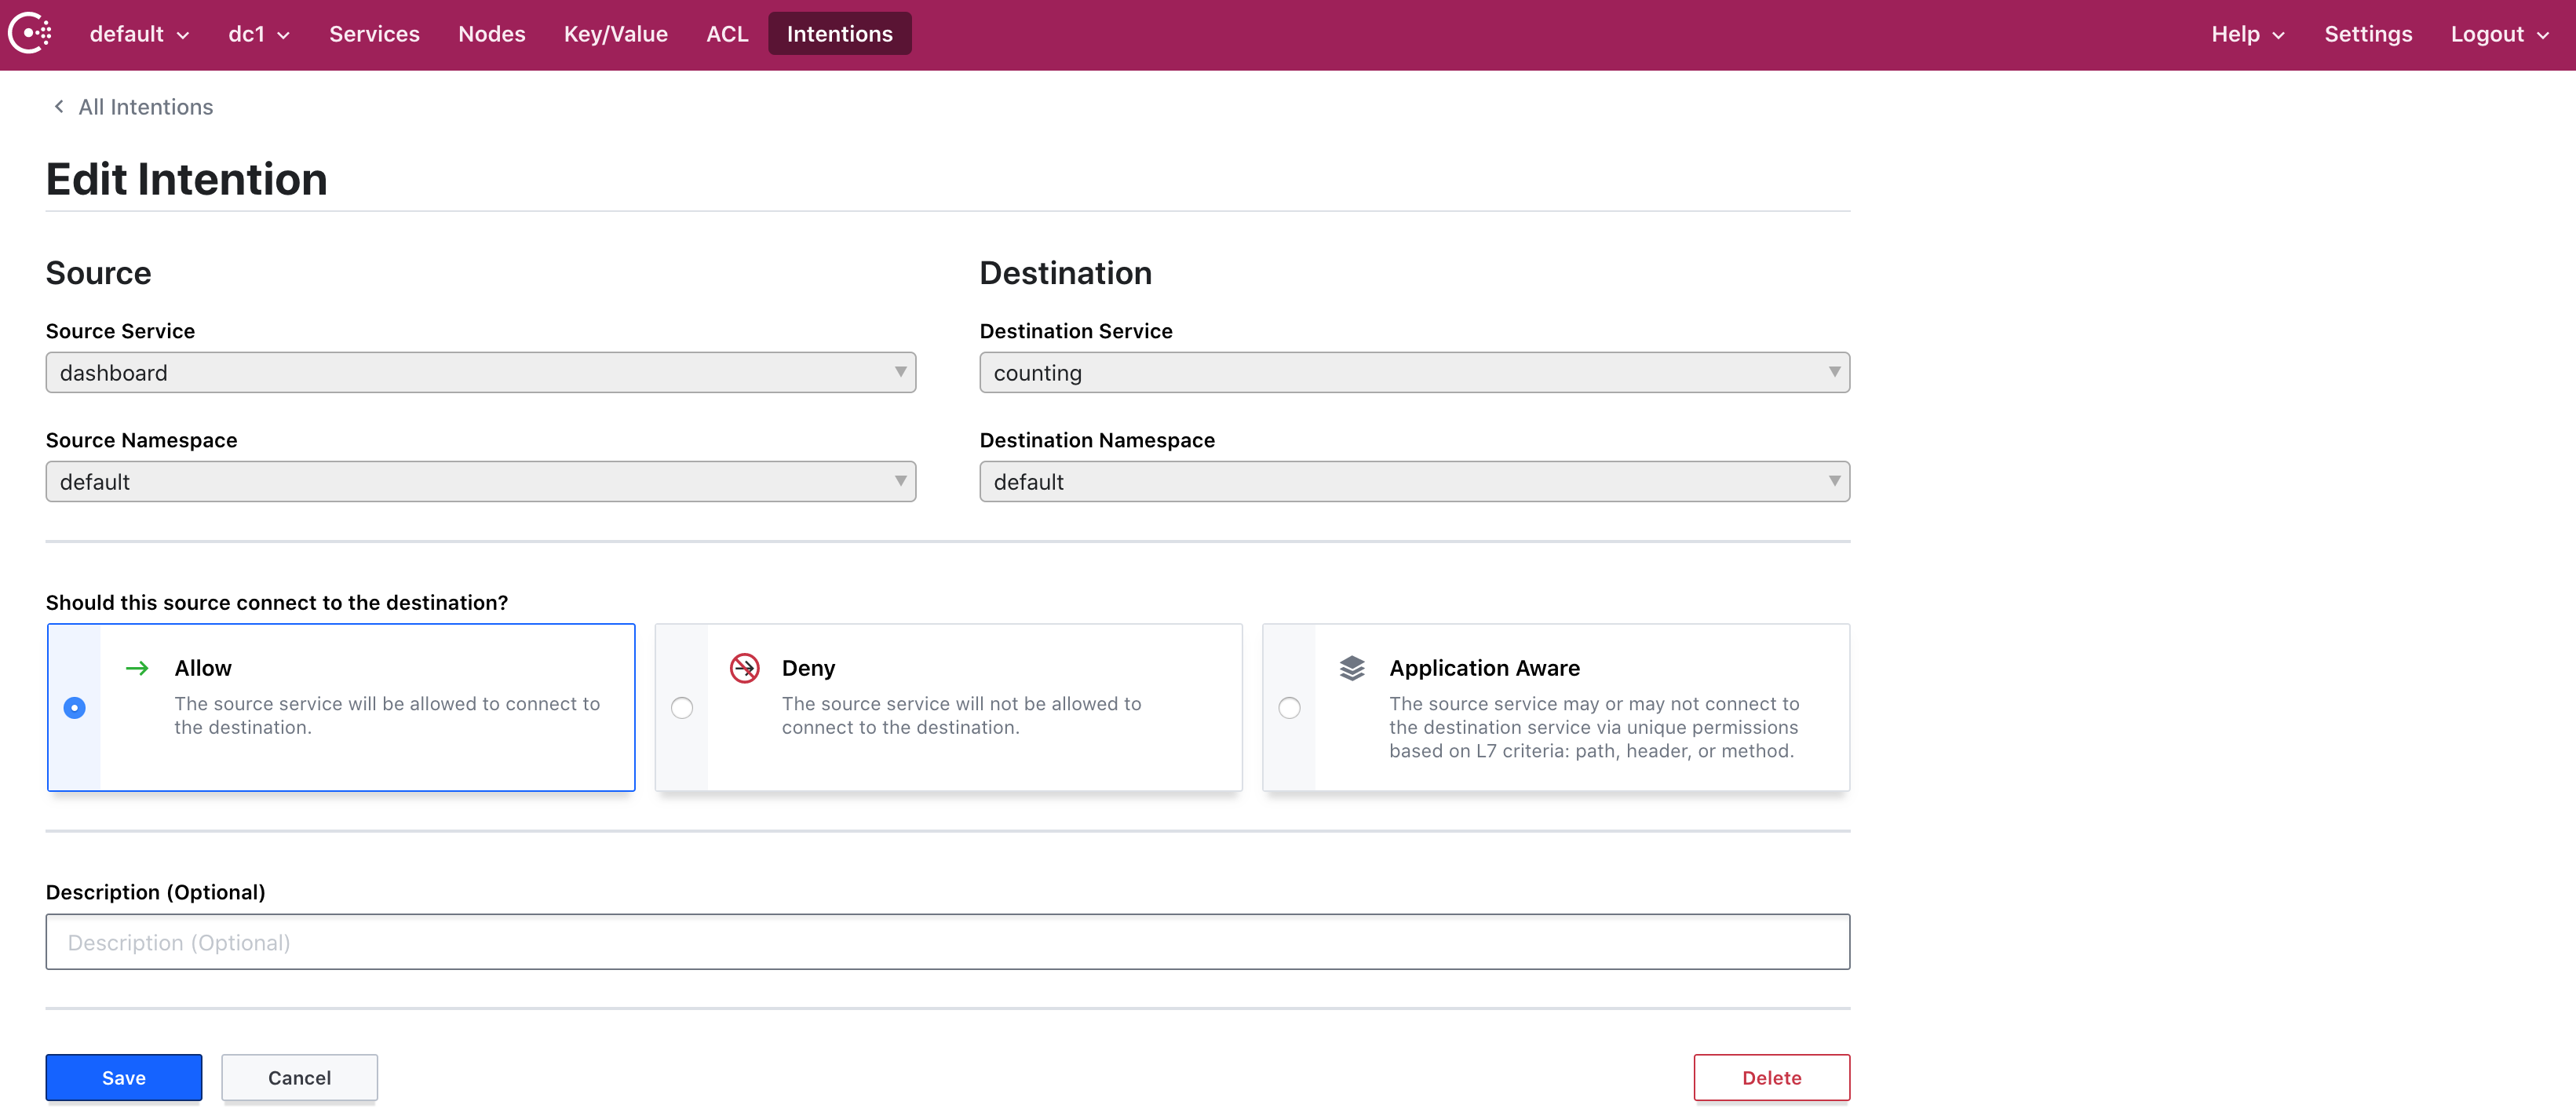 default dc1 Services Nodes Key/Value ACL Intentions Help Settings Logout
All Intentions
Edit Intention
Source
Source Service
dashboard
Source Namespace
default
Destination
Destination Service
counting
Destination Namespace
default
Should this source connect to the destination?
Allow
The source service will be allowed to connect to
the destination.
Deny
The source service will not be allowed to
connect to the destination.
Application Aware
The source service may or may not connect to
the destination service via unique permissions
based on L7 criteria: path, header, or method.
Description (Optional)
Description (Optional)
Save Cancel Delete